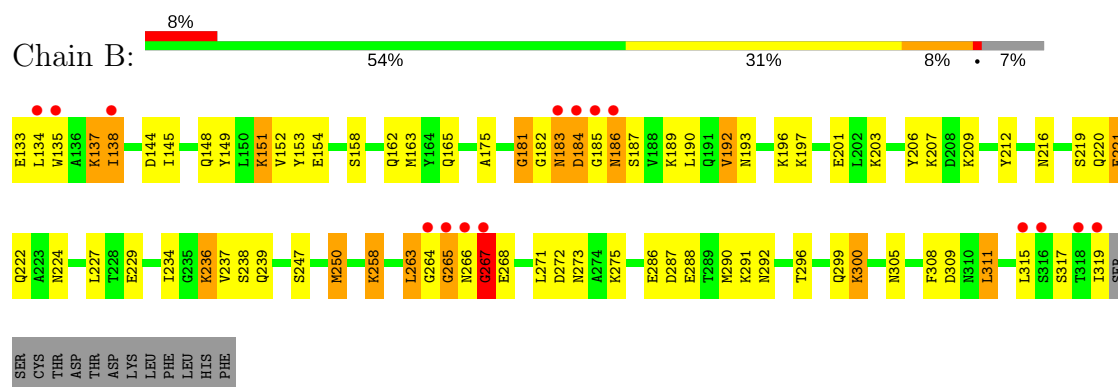 8%
Chain B:
54% 31% 8% • 7%
E133 L134 W135 A136 K137 I138 D144 I145 Q148 Y149 L150 K151 V152 Y153 E154 S158 Q162 M163 Y164 Q165 A175 G181 G182 N183 D184 G185 N186 S187 V188 K189 L190 Q191 V192 N193 K196 K197 E201 L202 K203 Y206 K207 D208 K209 Y212 N216 S219 Q220 E221
Q222 A223 N224 L227 T228 E229 I234 G235 K236 V237 S238 Q239 S247 M250 K258 L263 G264 G265 N266 G267 E268 L271 D272 N273 A274 K275 E286 D287 E288 T289 M290 K291 N292 T296 Q299 K300 N305 F308 D309 N310 L311 L315 S316 S317 T318 I319 SER
SER CYS THR ASP THR ASP LYS LEU PHE LEU HIS PHE